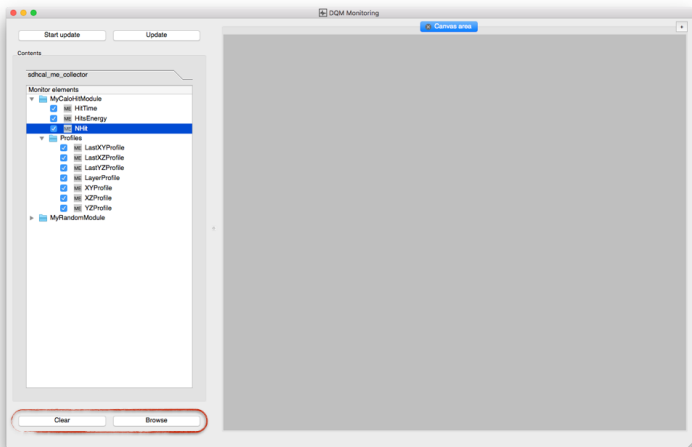 DQM Monitoring
Start update Update
Canvas area
Contents
sdhcal_me_collector
Monitor elements
MyCaloHitModule
ME HitTime
ME HitsEnergy
ME NHit
Profiles
ME LastXYProfile
ME LastXZProfile
ME LastYZProfile
ME LayerProfile
ME XYProfile
ME XZProfile
ME YZProfile
MyRandomModule
Clear Browse